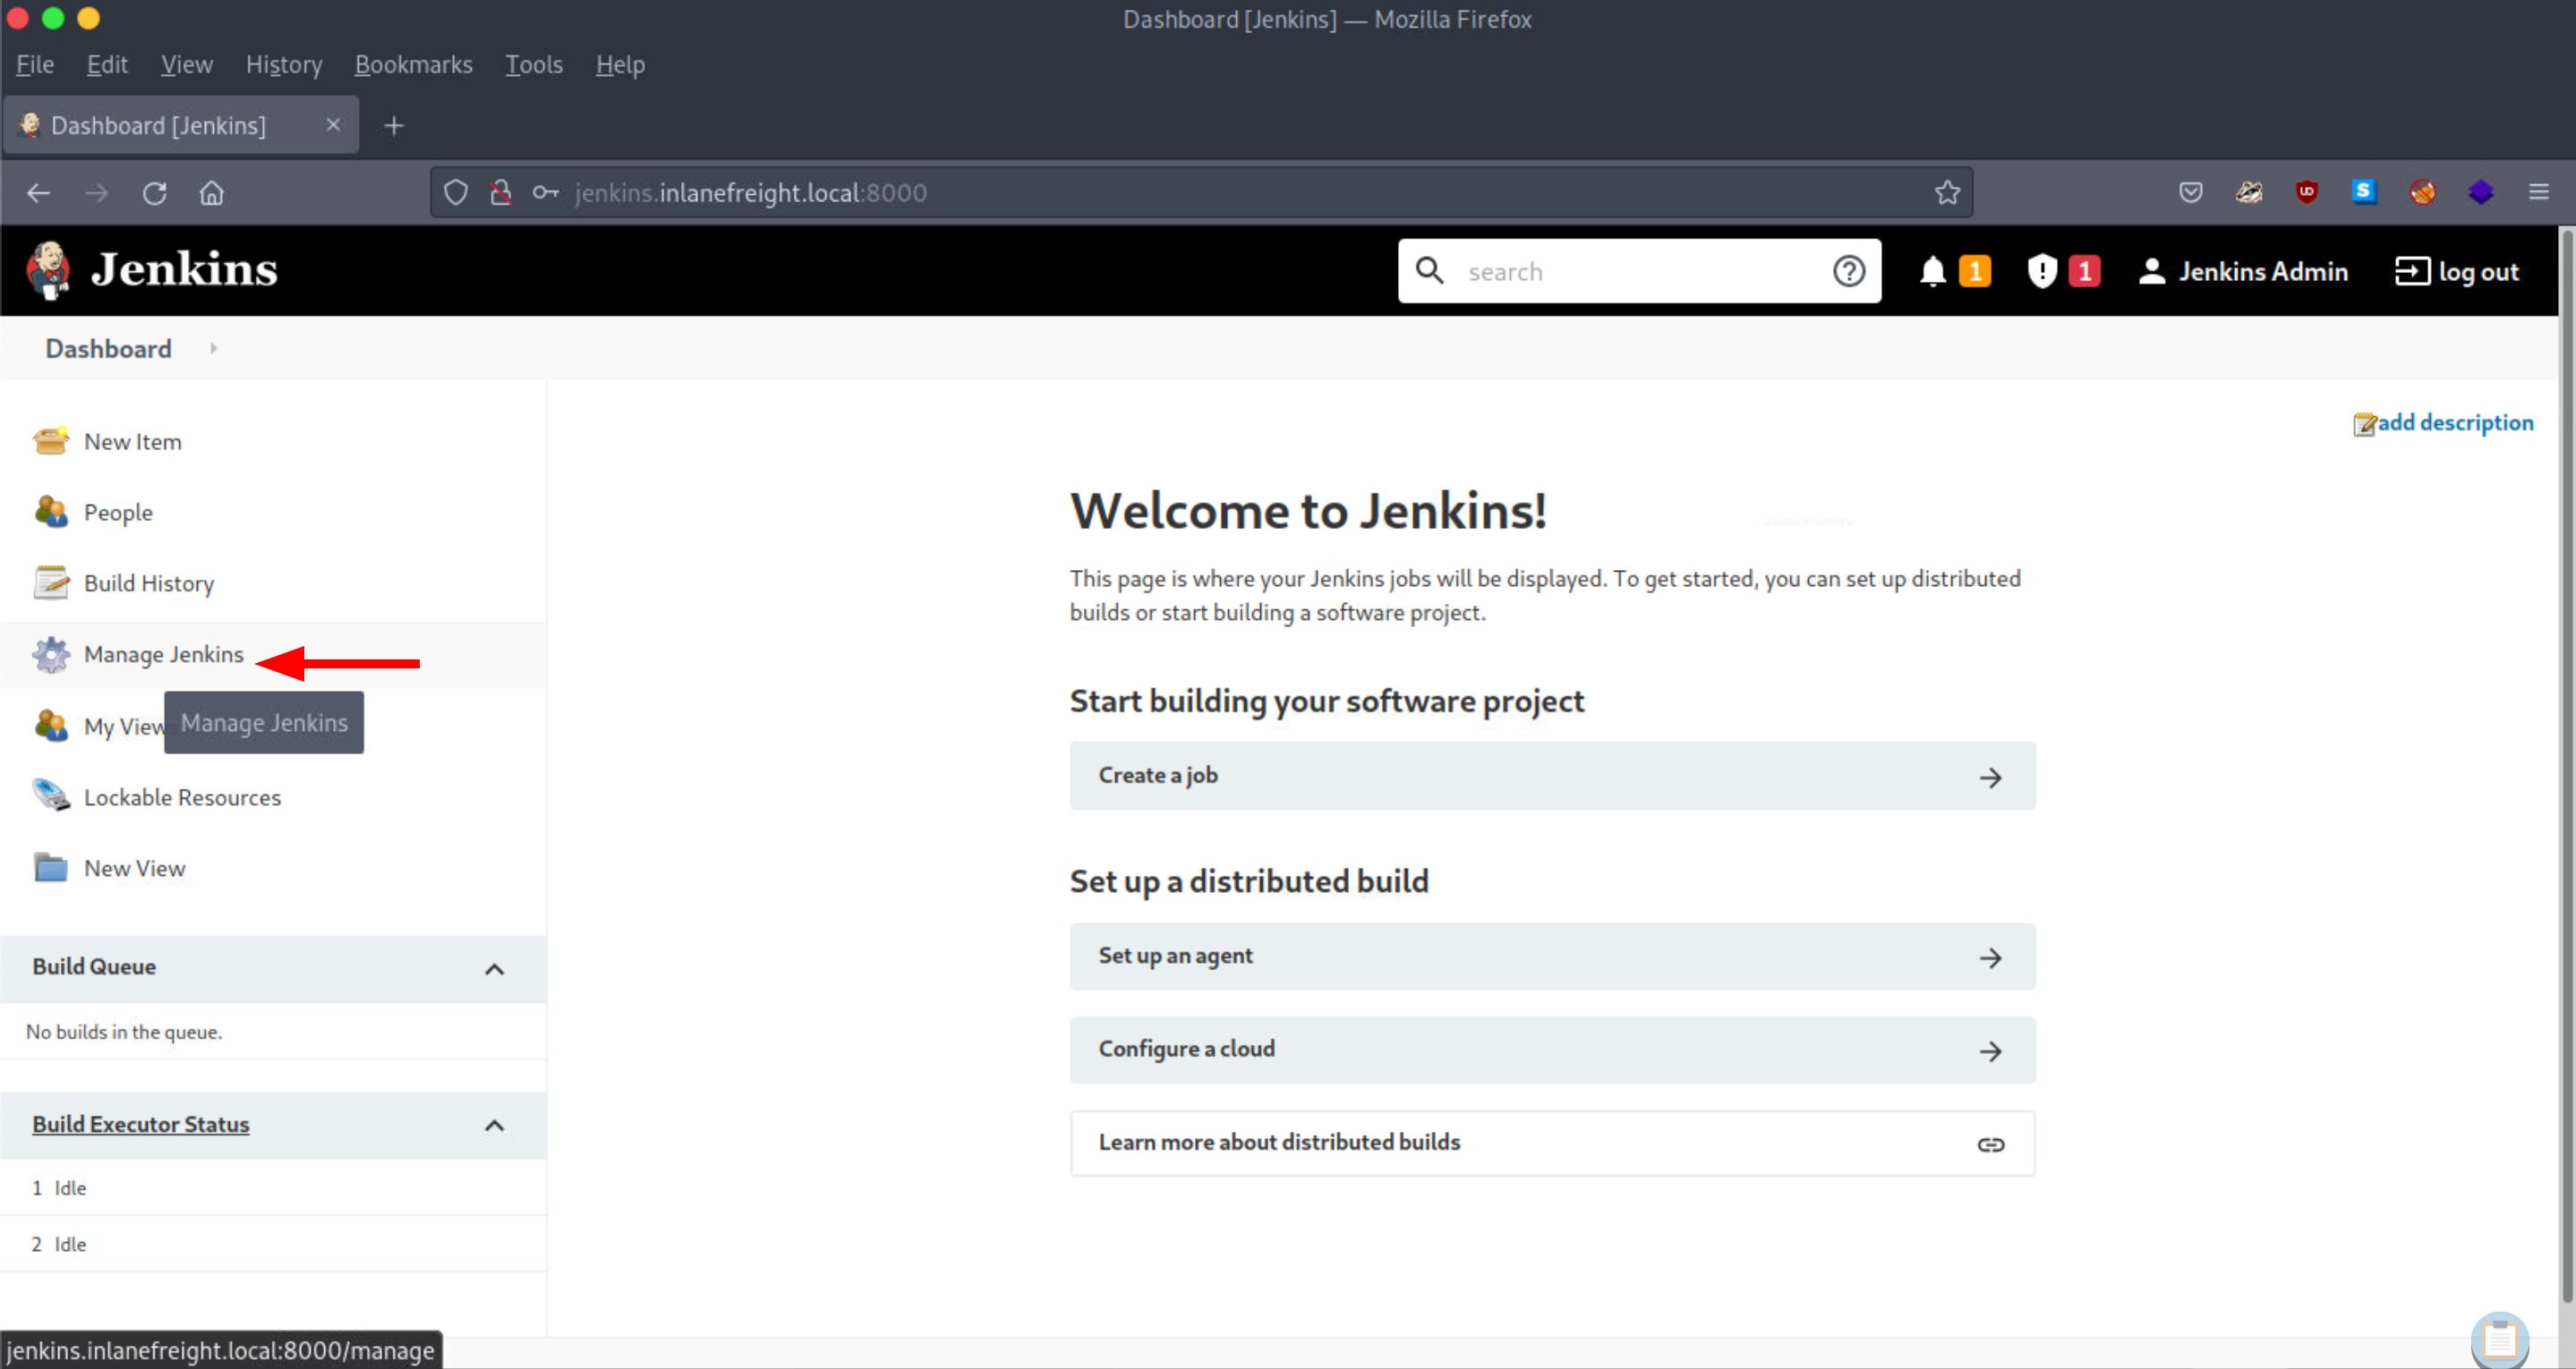 Dashboard [Jenkins] — Mozilla Firefox
File Edit View History Bookmarks Tools Help
Dashboard [Jenkins]
jenkins.inlanefreight.local:8000
Jenkins
search
1
1
Jenkins Admin
log out
Dashboard
add description
New Item
People
Build History
Manage Jenkins
My View
Manage Jenkins
Lockable Resources
New View
Build Queue
No builds in the queue.
Build Executor Status
1 Idle
2 Idle
Welcome to Jenkins!
This page is where your Jenkins jobs will be displayed. To get started, you can set up distributed
builds or start building a software project.
Start building your software project
Create a job
Set up a distributed build
Set up an agent
Configure a cloud
Learn more about distributed builds
jenkins.inlanefreight.local:8000/manage